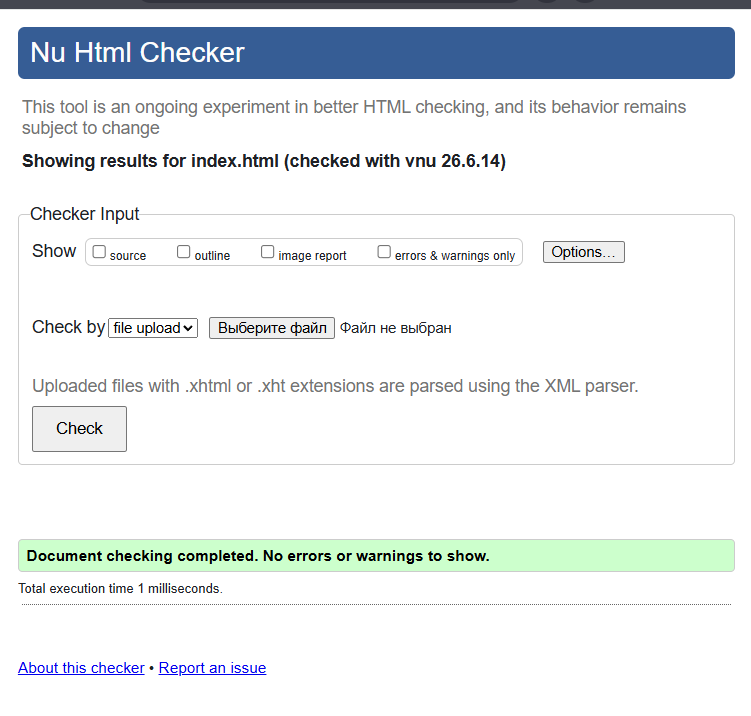 Nu Html Checker
This tool is an ongoing experiment in better HTML checking, and its behavior remains
subject to change
Showing results for index.html (checked with vnu 26.6.14)
Checker Input
Show source outline image report errors & warnings only Options...
Check by file upload Выберите файл Файл не выбран
Uploaded files with .xhtml or .xht extensions are parsed using the XML parser.
Check
Document checking completed. No errors or warnings to show.
Total execution time 1 milliseconds.
About this checker • Report an issue